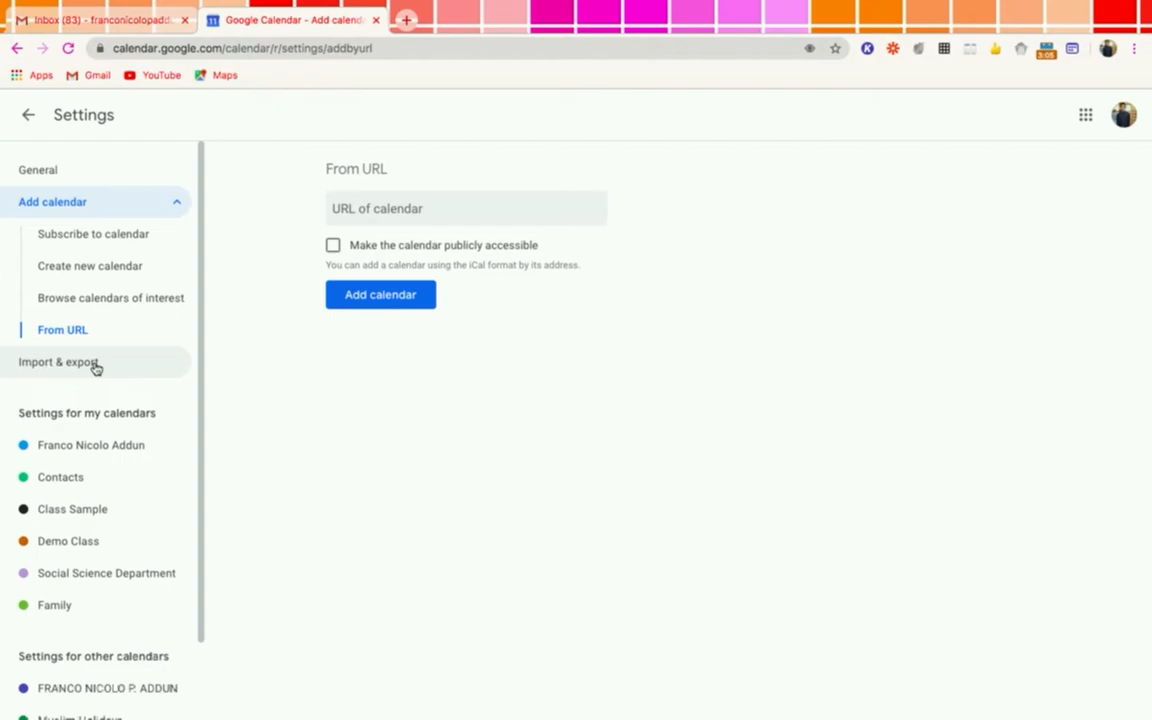 Inbox (83) - franconicolopadd
Google Calendar - Add calend
calendar.google.com/calendar/r/settings/addbyurl
3:05
Apps
Gmail
YouTube
Maps
Settings
General
Add calendar
Subscribe to calendar
Create new calendar
Browse calendars of interest
From URL
Import & export
Settings for my calendars
Franco Nicolo Addun
Contacts
Class Sample
Demo Class
Social Science Department
Family
Settings for other calendars
FRANCO NICOLO P. ADDUN
Muslim Holidays
From URL
URL of calendar
Make the calendar publicly accessible
You can add a calendar using the iCal format by its address.
Add calendar